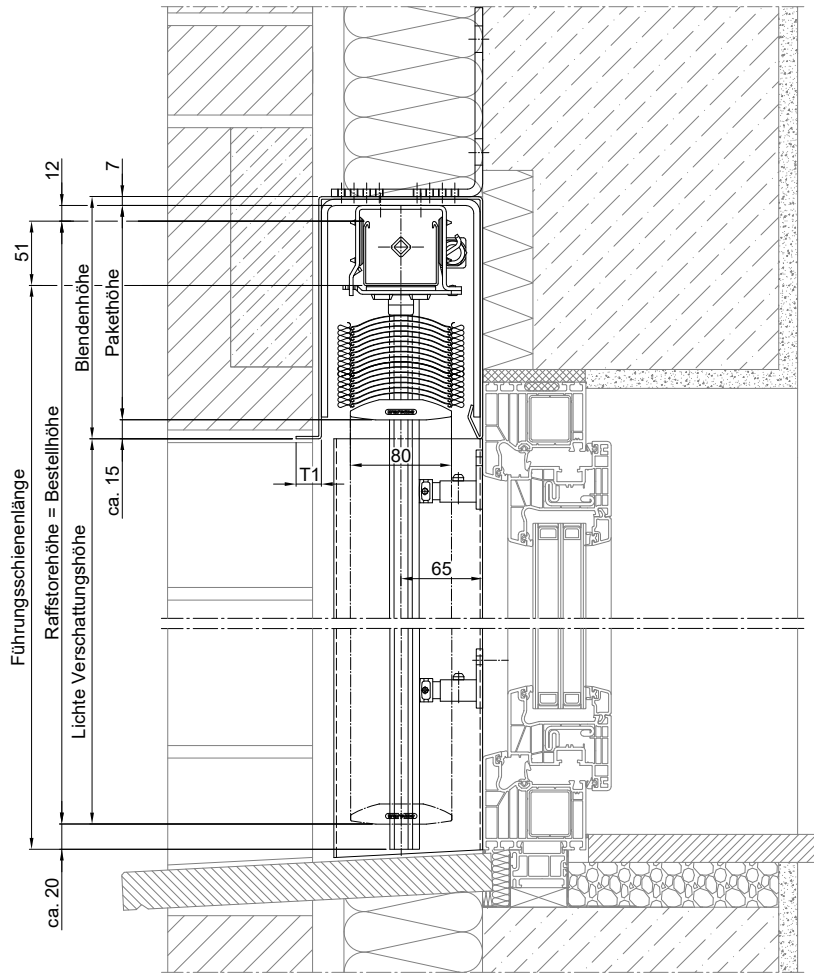 12
7
51
Blendenhöhe
Pakethöhe
Führungsschienenlänge
Raffstorehöhe = Bestellhöhe
Lichte Verschattungshöhe
ca. 15
T1
80
65
ca. 20